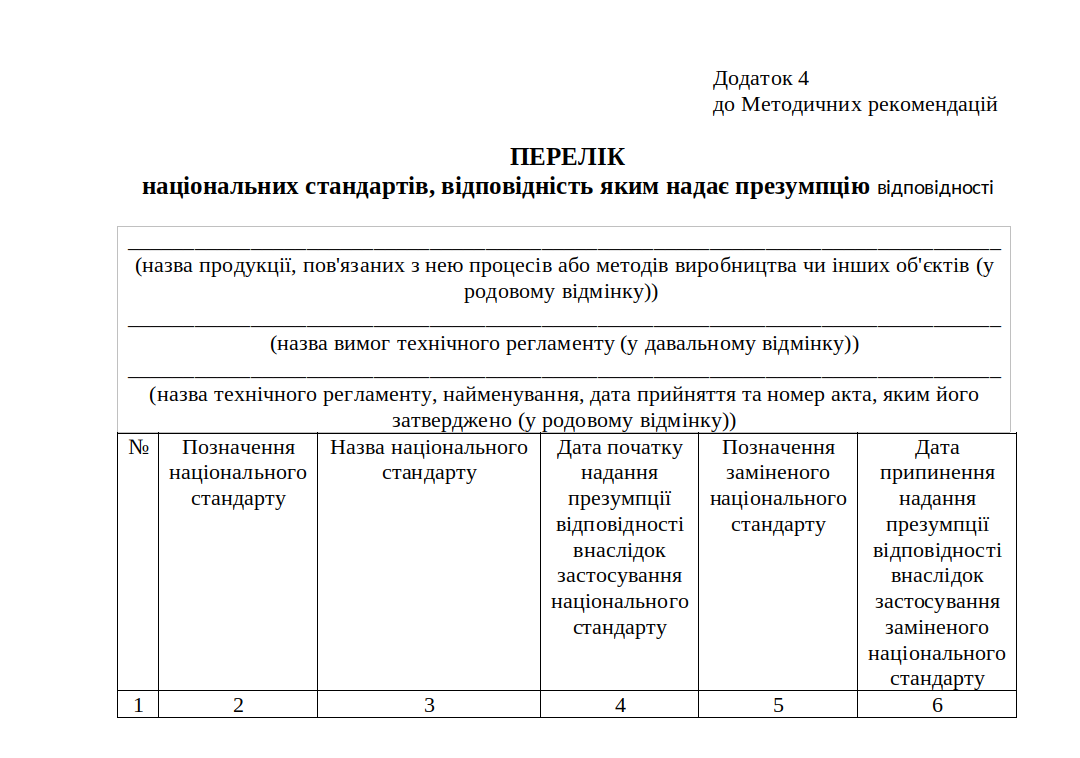 Додаток 4
до Методичних рекомендацій
ПЕРЕЛІК
національних стандартів, відповідність яким надає презумпцію відповідності
(назва продукції, пов'язаних з нею процесів або методів виробництва чи інших об'єктів (у
родовому відмінку))
(назва вимог технічного регламенту (у давальному відмінку))
(назва технічного регламенту, найменування, дата прийняття та номер акта, яким його
затверджено (у родовому відмінку))
№
Позначення
національного
стандарту
Назва національного
стандарту
Дата початку
надання
презумпції
відповідності
внаслідок
застосування
національного
стандарту
Позначення
заміненого
національного
стандарту
Дата
припинення
надання
презумпції
відповідності
внаслідок
застосування
заміненого
національного
стандарту
1 2 3 4 5 6